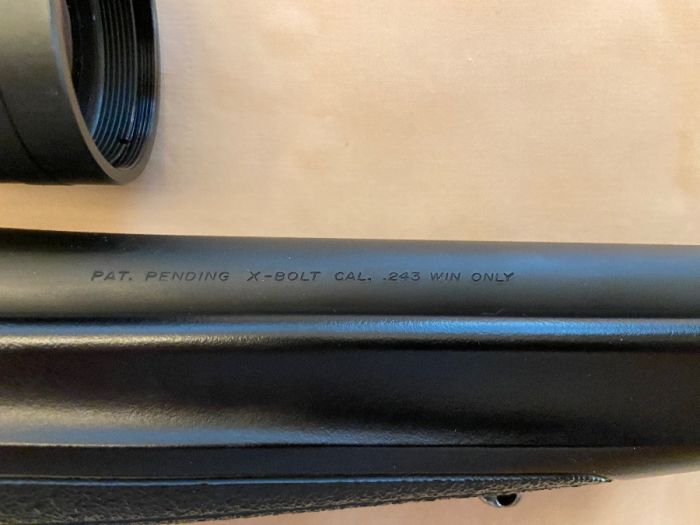 PAT. PENDING X-BOLT CAL. .243 WIN ONLY